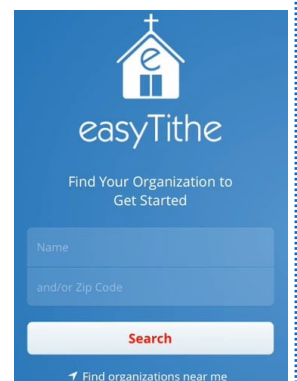 e
easyTithe
Find Your Organization to
Get Started
Name
and/or Zip Code
Search
Find organizations near me